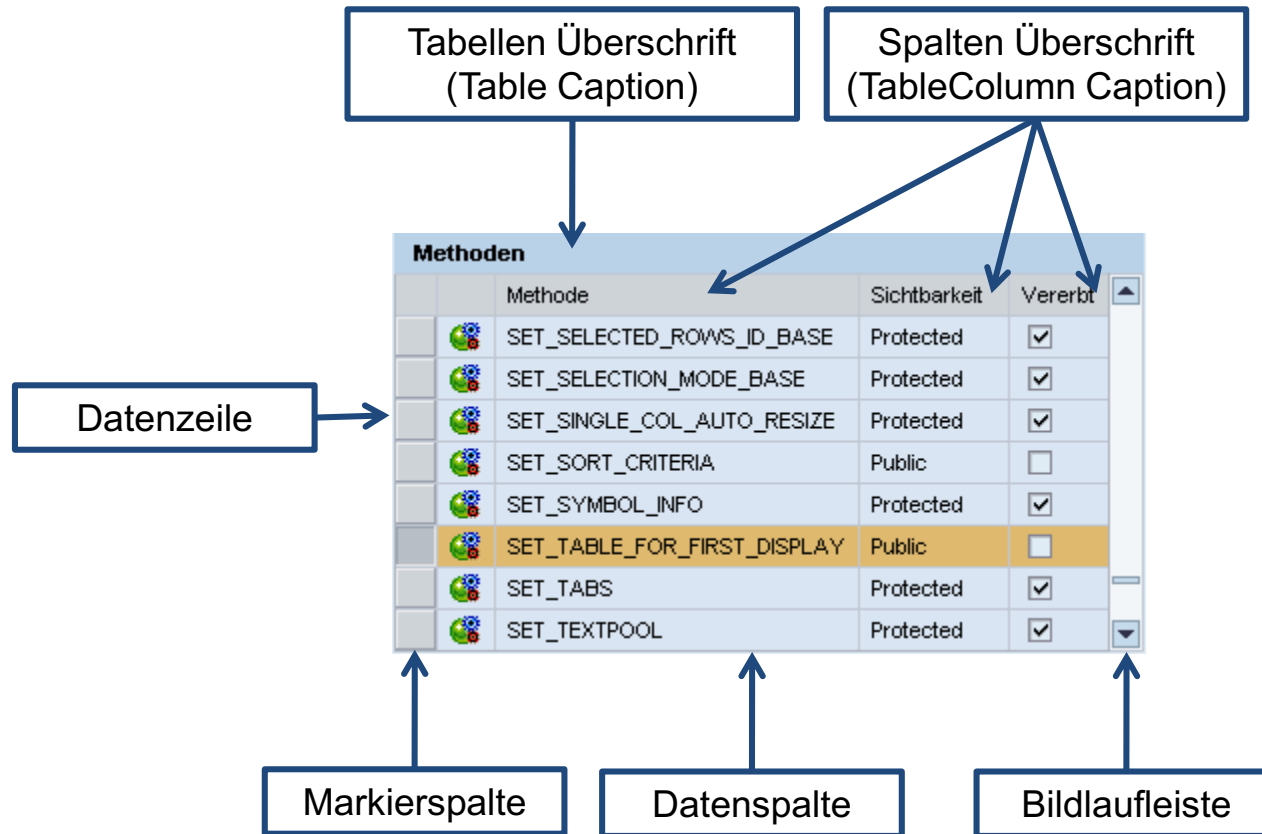 Tabellen Überschrift
(Table Caption)
Spalten Überschrift
(TableColumn Caption)
Methoden
Methode Sichtbarkeit Vererbt
SET_SELECTED_ROWS_ID_BASE Protected
SET_SELECTION_MODE_BASE Protected
Datenzeile
SET_SINGLE_COL_AUTO_RESIZE Protected
SET_SORT_CRITERIA Public
SET_SYMBOL_INFO Protected
SET_TABLE_FOR_FIRST_DISPLAY Public
SET_TABS Protected
SET_TEXTPOOL Protected
Markierspalte
Datenspalte
Bildlaufleiste